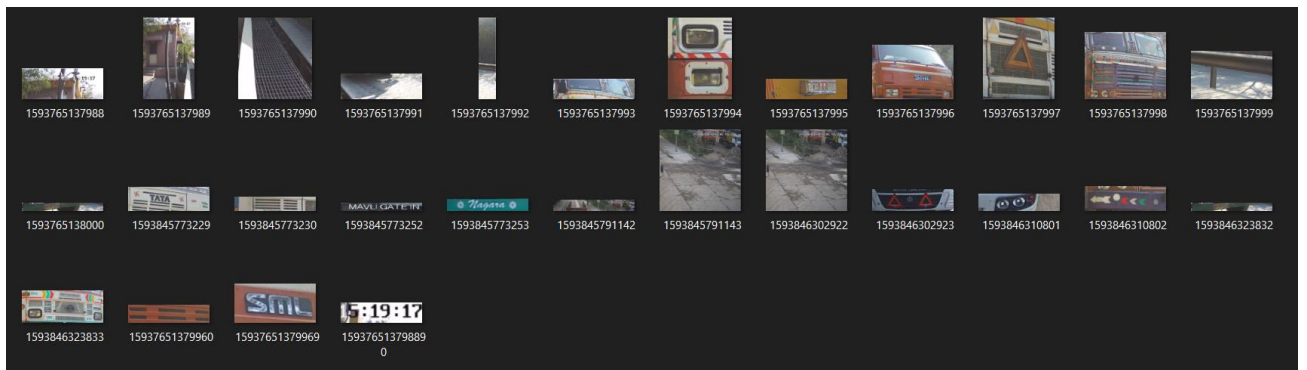 19:17
1593765137988 1593765137989 1593765137990 1593765137991 1593765137992 1593765137993 1593765137994 1593765137995 1593765137996 1593765137997 1593765137998 1593765137999
TATA
MAVLI GATE IN
Nagara
1593765138000 1593845773229 1593845773230 1593845773252 1593845773253 1593845791142 1593845791143 1593846302922 1593846302923 1593846310801 1593846310802 1593846323832
SML
5:19:17
1593846323833 15937651379960 15937651379969 15937651379889
0